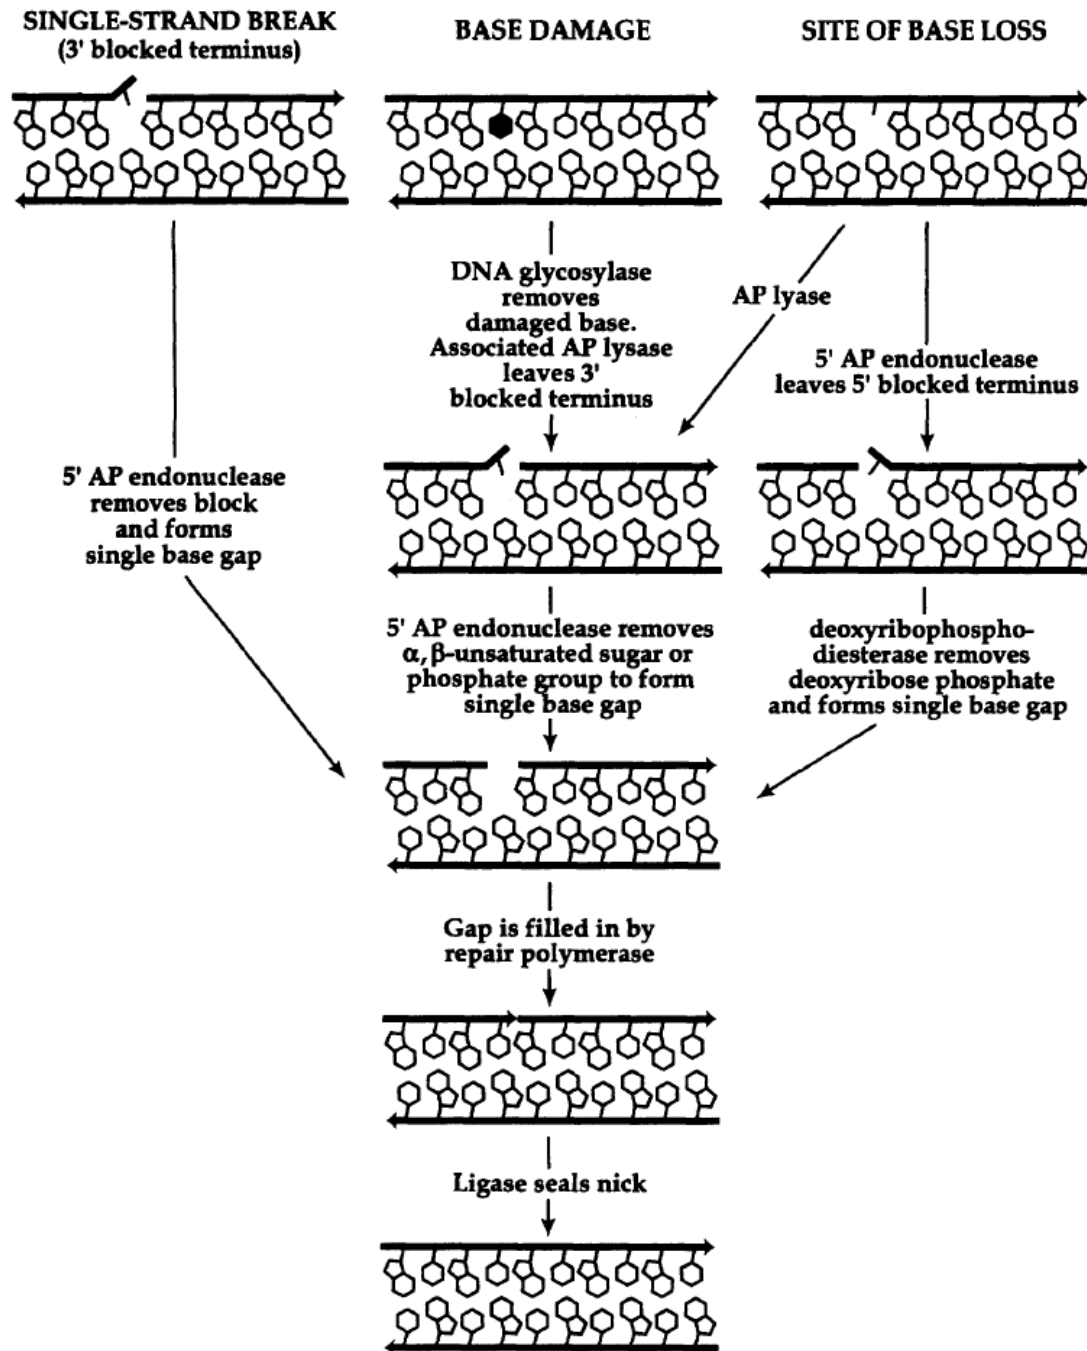 SINGLE-STRAND BREAK
(3' blocked terminus)
BASE DAMAGE
SITE OF BASE LOSS
DNA glycosylase
removes
damaged base.
Associated AP lysase
leaves 3'
blocked terminus
AP lyase
5' AP endonuclease
leaves 5' blocked terminus
5' AP endonuclease
removes block
and forms
single base gap
5' AP endonuclease removes
α, β-unsaturated sugar or
phosphate group to form
single base gap
deoxyribophospho-
diesterase removes
deoxyribose phosphate
and forms single base gap
Gap is filled in by
repair polymerase
Ligase seals nick